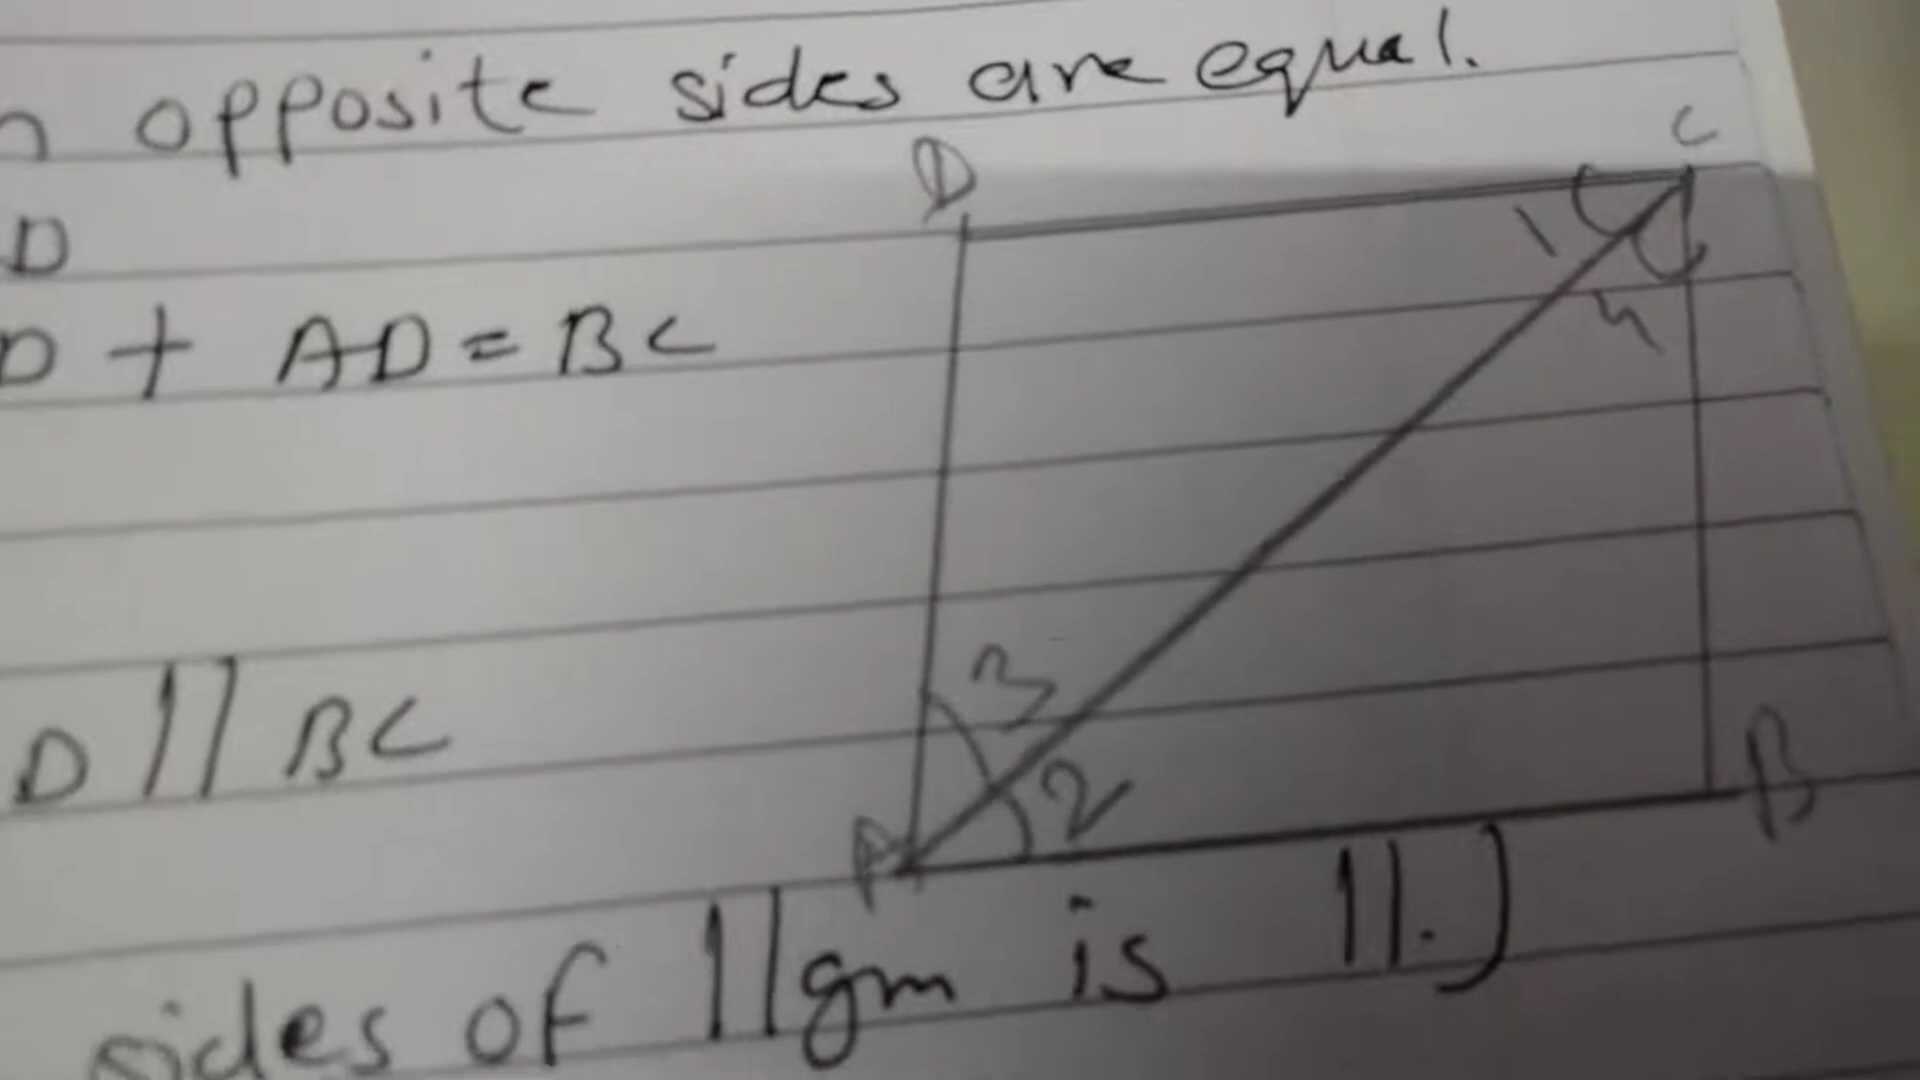 n opposite sides are equal.
D C
D
D + AD = BC
1 4
3
D || BC
2
A B
sides of ||gm is ||.)